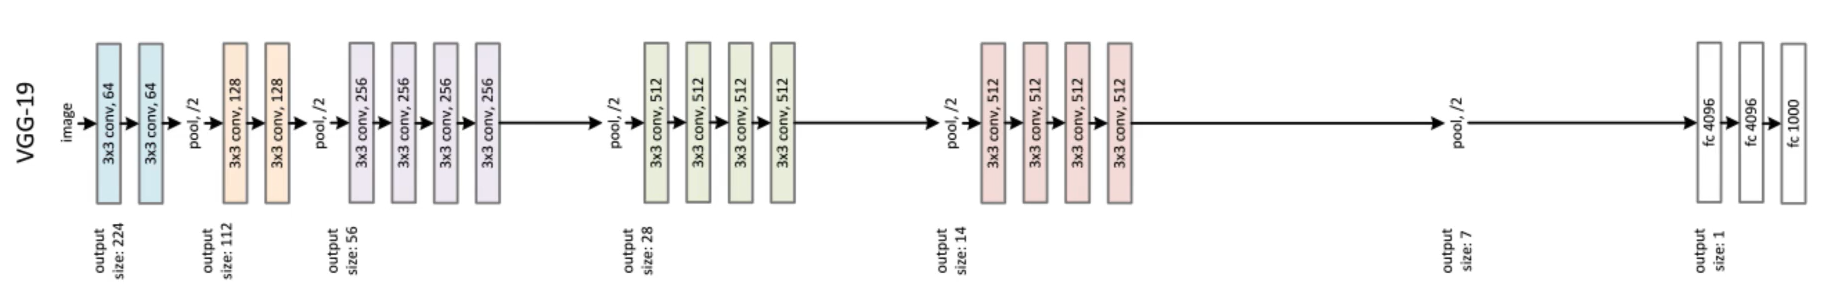 VGG-19
image
3x3 conv, 64
3x3 conv, 64
pool, /2
3x3 conv, 128
3x3 conv, 128
pool, /2
3x3 conv, 256
3x3 conv, 256
3x3 conv, 256
3x3 conv, 256
pool, /2
3x3 conv, 512
3x3 conv, 512
3x3 conv, 512
3x3 conv, 512
pool, /2
3x3 conv, 512
3x3 conv, 512
3x3 conv, 512
3x3 conv, 512
pool, /2
fc 4096
fc 4096
fc 1000
output
size: 224
output
size: 112
output
size: 56
output
size: 28
output
size: 14
output
size: 7
output
size: 1